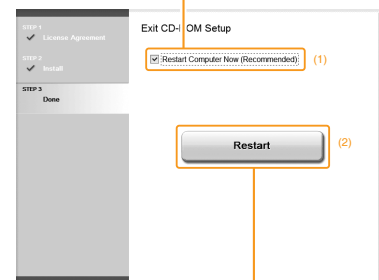 STEP 1
License Agreement
STEP 2
Install
STEP 3
Done
Exit CD-ROM Setup
Restart Computer Now (Recommended)
(1)
Restart
(2)